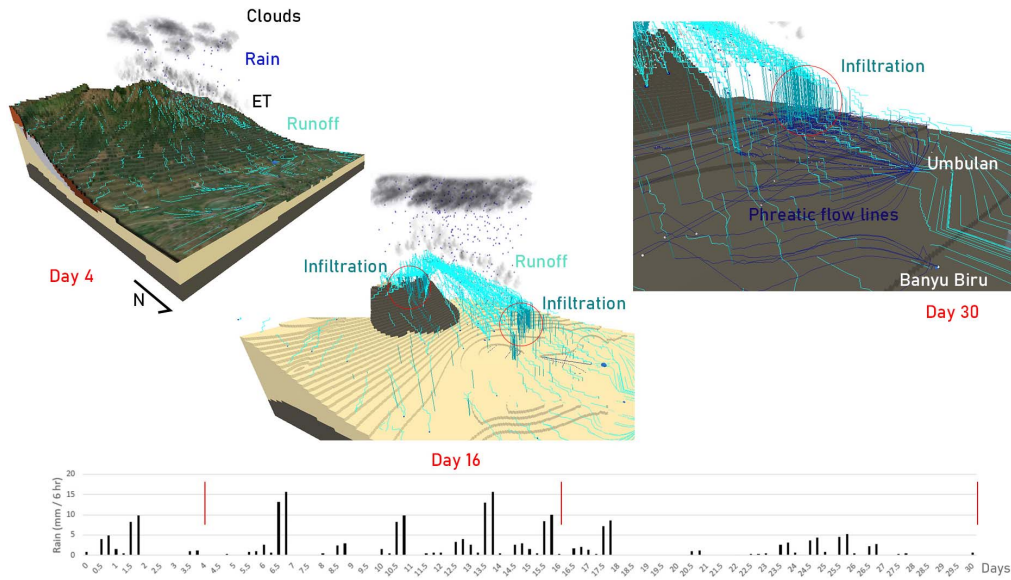 Clouds
Rain
ET
Runoff
Day 4
N
Infiltration
Runoff
Infiltration
Day 16
Infiltration
Umbulan
Phreatic flow lines
Banyu Biru
Day 30
Rain (mm / 6 hr)
20
15
10
5
0
0 0.5 1 1.5 2 2.5 3 3.5 4 4.5 5 5.5 6 6.5 7 7.5 8 8.5 9 9.5 10 10.5 11 11.5 12 12.5 13 13.5 14 14.5 15 15.5 16 16.5 17 17.5 18 18.5 19 19.5 20 20.5 21 21.5 22 22.5 23 23.5 24 24.5 25 25.5 26 26.5 27 27.5 28 28.5 29 29.5 30 Days